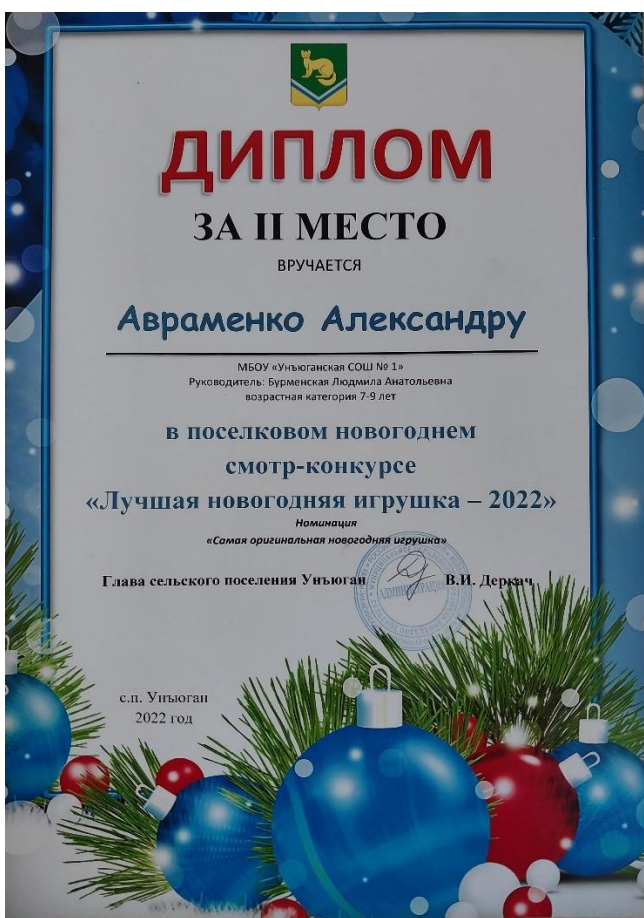 ДИПЛОМ
ЗА II МЕСТО
ВРУЧАЕТСЯ
Авраменко Александру
МБОУ «Унъюганская СОШ № 1»
Руководитель: Бурменская Людмила Анатольевна
возрастная категория 7-9 лет
в поселковом новогоднем
смотр-конкурсе
«Лучшая новогодняя игрушка – 2022»
Номинация
«Самая оригинальная новогодняя игрушка»
Глава сельского поселения Унъюган В.И. Деркач
АДМИНИСТРАЦИЯ
с.п. Унъюган
2022 год